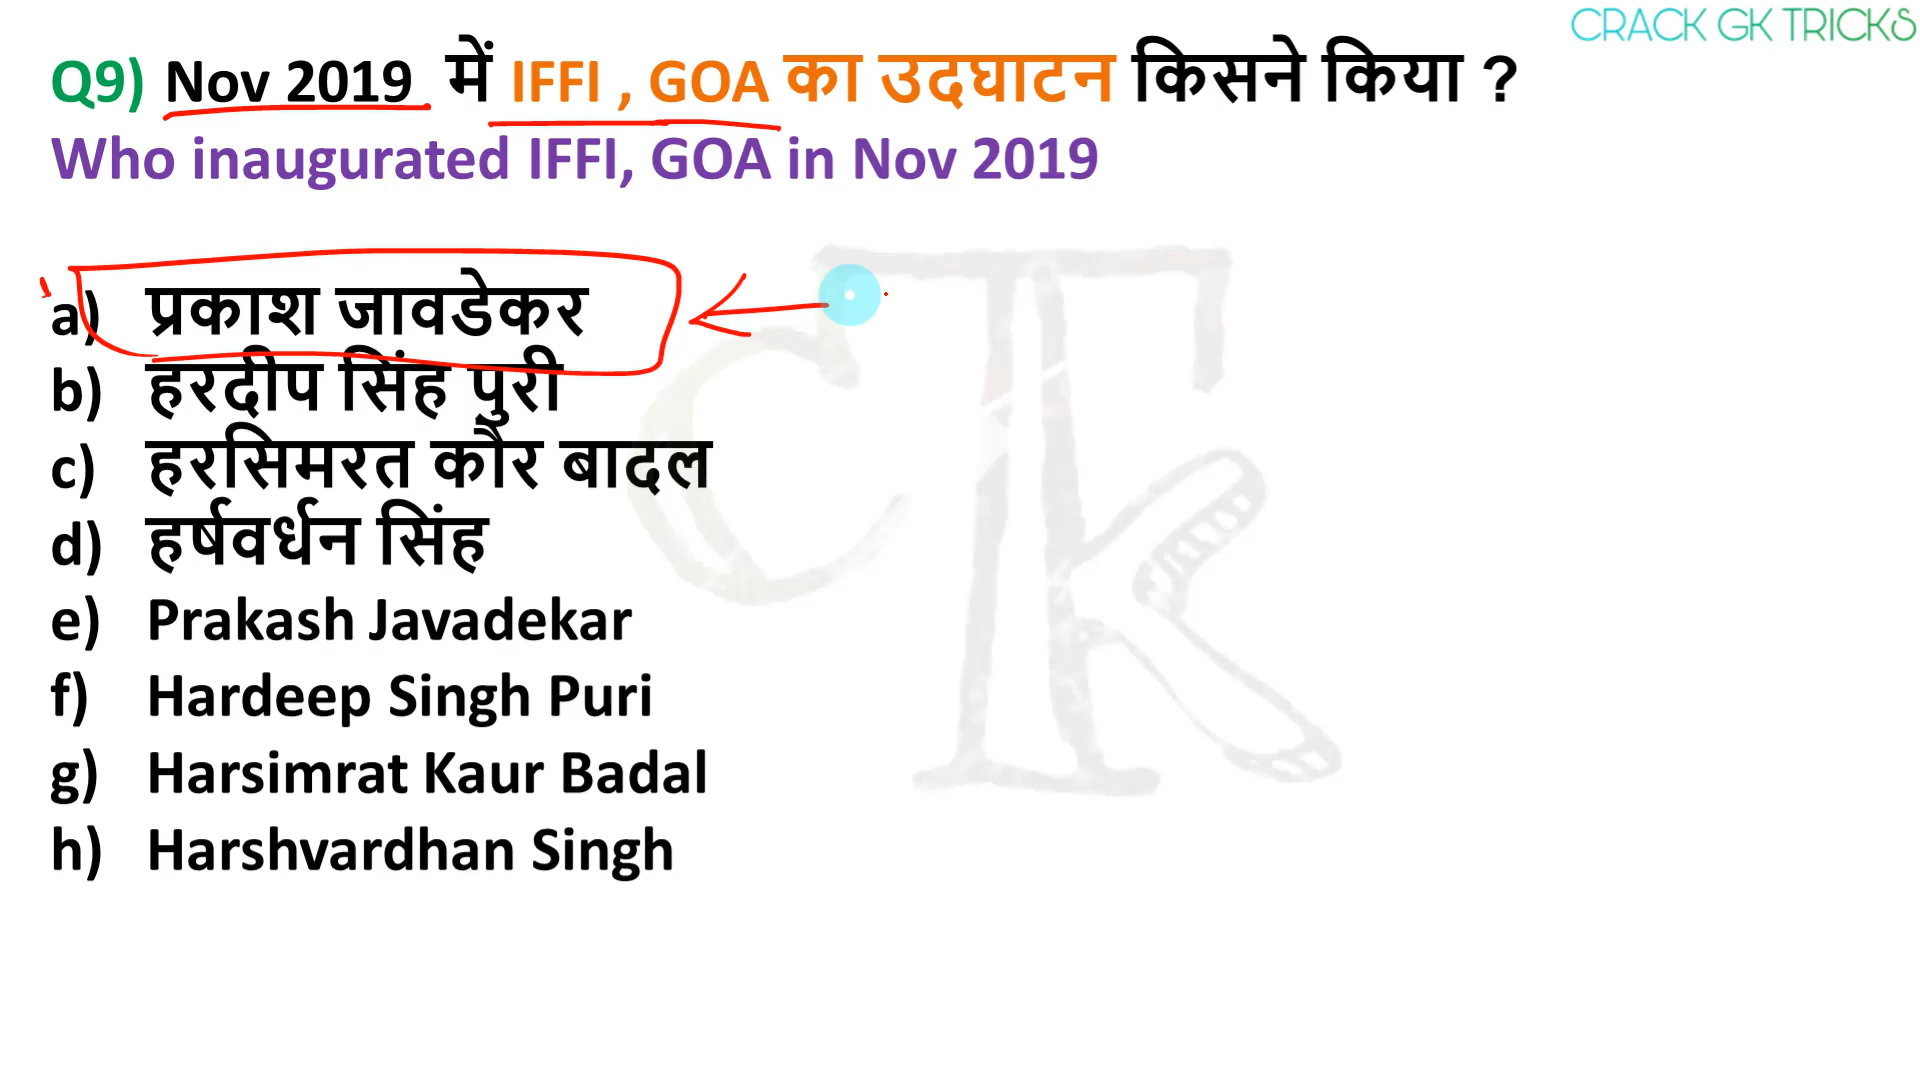 CRACK GK TRICKS
Q9) Nov 2019 में IFFI , GOA का उदघाटन किसने किया ?
Who inaugurated IFFI, GOA in Nov 2019
a) प्रकाश जावडेकर
b) हरदीप सिंह पुरी
c) हरसिमरत कौर बादल
d) हर्षवर्धन सिंह
e) Prakash Javadekar
f) Hardeep Singh Puri
g) Harsimrat Kaur Badal
h) Harshvardhan Singh
CTk